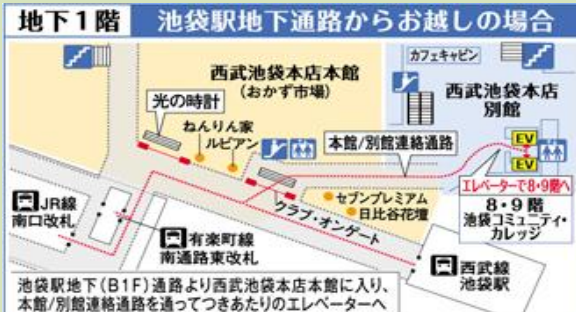 地下1階 池袋駅地下通路からお越しの場合
カフェキャビン
西武池袋本店本館
(おかず市場)
西武池袋本店
別館
光の時計
ねんりん家
ルピアン
本館/別館連絡通路
EV
EV
エレベーターで8・9階へ
8・9階
池袋コミュニティ・
カレッジ
セブンプレミアム
日比谷花壇
クラブ・オンゲート
JR線
南口改札
有楽町線
南通路東改札
西武線
池袋駅
池袋駅地下(B1F)通路より西武池袋本店本館に入り、
本館/別館連絡通路を通ってつきあたりのエレベーターへ